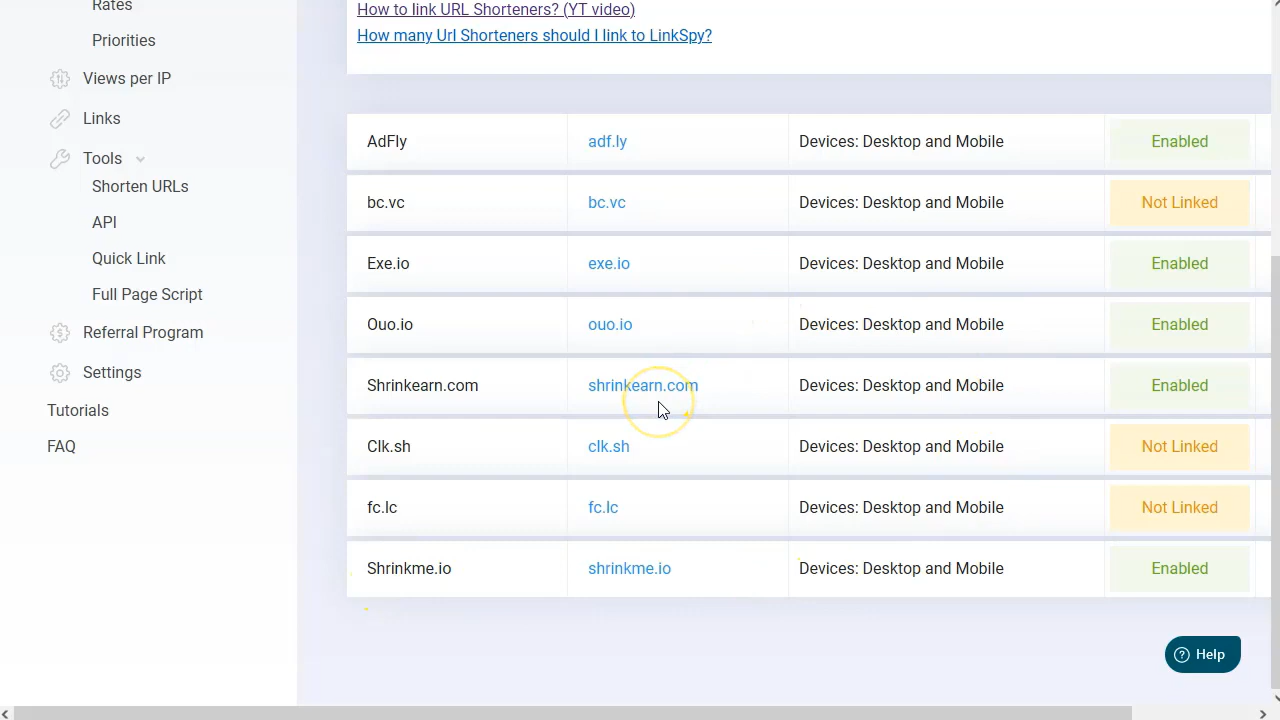 Rates
Priorities
Views per IP
Links
Tools
Shorten URLs
API
Quick Link
Full Page Script
Referral Program
Settings
Tutorials
FAQ
How to link URL Shorteners? (YT video)
How many Url Shorteners should I link to LinkSpy?
AdFly adf.ly Devices: Desktop and Mobile Enabled
bc.vc bc.vc Devices: Desktop and Mobile Not Linked
Exe.io exe.io Devices: Desktop and Mobile Enabled
Ouo.io ouo.io Devices: Desktop and Mobile Enabled
Shrinkearn.com shrinkearn.com Devices: Desktop and Mobile Enabled
Clk.sh clk.sh Devices: Desktop and Mobile Not Linked
fc.lc fc.lc Devices: Desktop and Mobile Not Linked
Shrinkme.io shrinkme.io Devices: Desktop and Mobile Enabled
Help